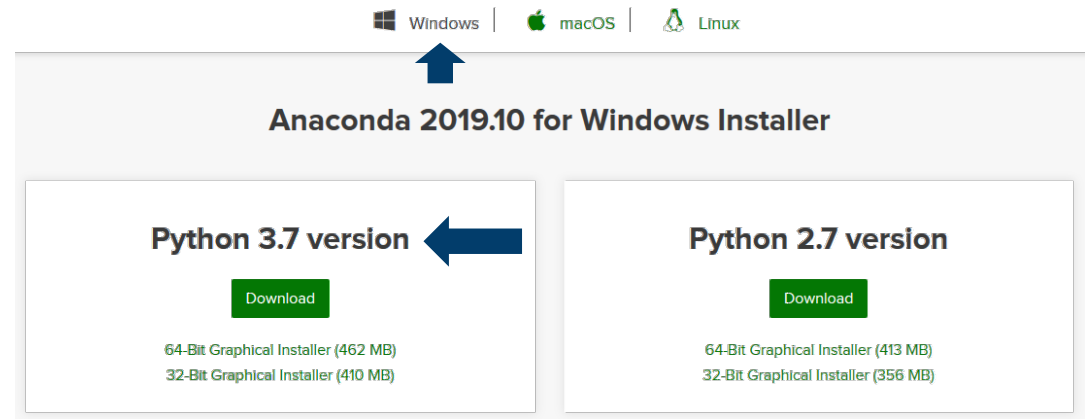 Windows | macOS | Linux
Anaconda 2019.10 for Windows Installer
Python 3.7 version
Download
64-Bit Graphical Installer (462 MB)
32-Bit Graphical Installer (410 MB)
Python 2.7 version
Download
64-Bit Graphical Installer (413 MB)
32-Bit Graphical Installer (356 MB)